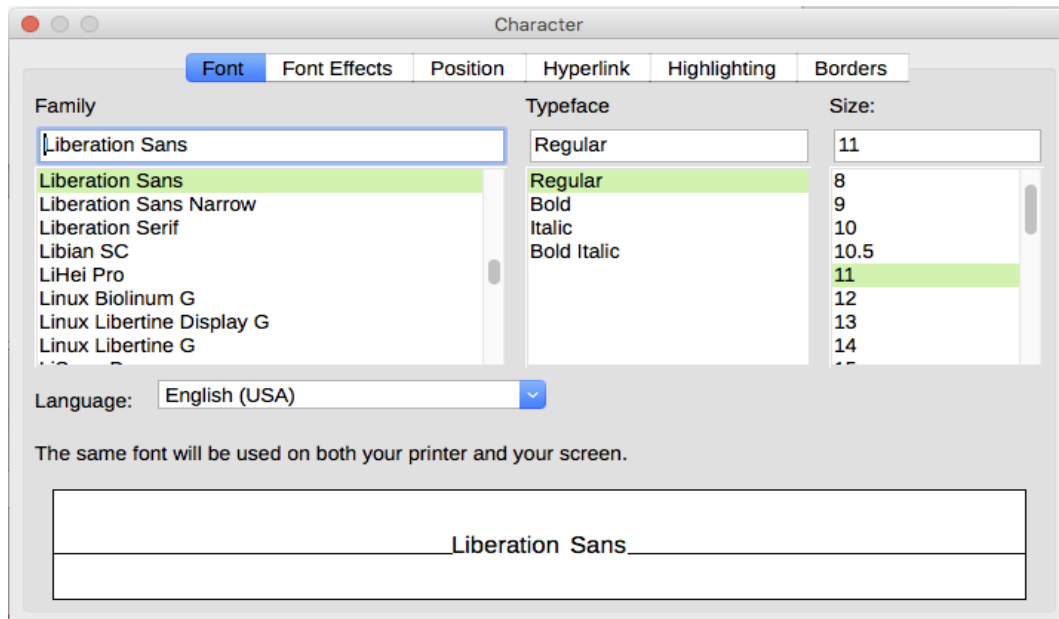 Character
Font Font Effects Position Hyperlink Highlighting Borders
Family Typeface Size:
Liberation Sans Regular 11
Liberation Sans Regular 8
Liberation Sans Narrow Bold 9
Liberation Serif Italic 10
Libian SC Bold Italic 10.5
LiHei Pro 11
Linux Biolinum G 12
Linux Libertine Display G 13
Linux Libertine G 14
Language: English (USA)
The same font will be used on both your printer and your screen.
Liberation Sans